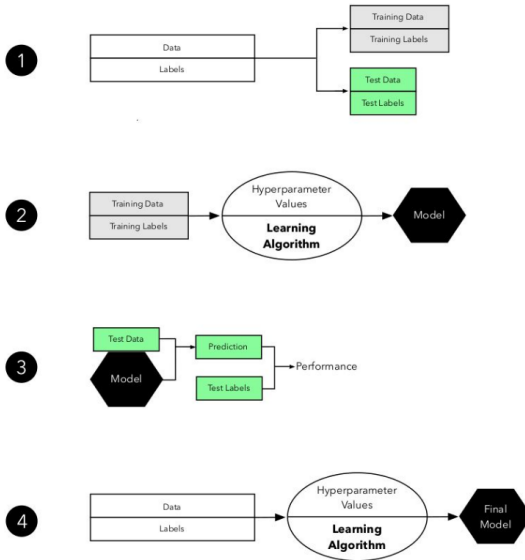 1
Data
Labels
Training Data
Training Labels
Test Data
Test Labels
2
Training Data
Training Labels
Hyperparameter
Values
Learning
Algorithm
Model
3
Test Data
Model
Prediction
Test Labels
Performance
4
Data
Labels
Hyperparameter
Values
Learning
Algorithm
Final
Model